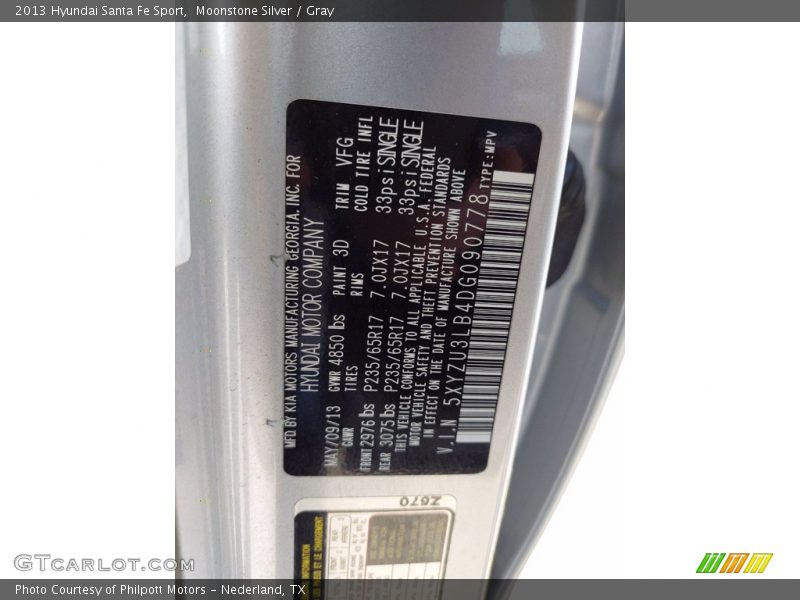 2013 Hyundai Santa Fe Sport, Moonstone Silver / Gray
MFD BY KIA MOTORS MANUFACTURING GEORGIA. INC. FOR
HYUNDAI MOTOR COMPANY
MAY/09/13 GVWR 4850 lbs PAINT 3D TRIM VFG
GAWR TIRES RIMS COLD TIRE INFL
FRONT 2976 lbs P235/65R17 7.0JX17 33psi SINGLE
REAR 3075 lbs P235/65R17 7.0JX17 33psi SINGLE
THIS VEHICLE CONFORMS TO ALL APPLICABLE U.S.A. FEDERAL
MOTOR VEHICLE SAFETY AND THEFT PREVENTION STANDARDS
IN EFFECT ON THE DATE OF MANUFACTURE SHOWN ABOVE
V.I.N 5XYZU3LB4DG090778 TYPE:MPV
Z670
GTCarLot.com
Photo Courtesy of Philpott Motors - Nederland, TX